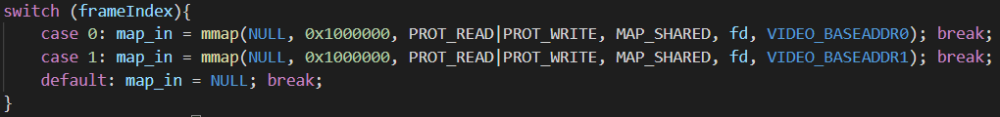 switch (frameIndex){
case 0: map_in = mmap(NULL, 0x1000000, PROT_READ|PROT_WRITE, MAP_SHARED, fd, VIDEO_BASEADDR0); break;
case 1: map_in = mmap(NULL, 0x1000000, PROT_READ|PROT_WRITE, MAP_SHARED, fd, VIDEO_BASEADDR1); break;
default: map_in = NULL; break;
}